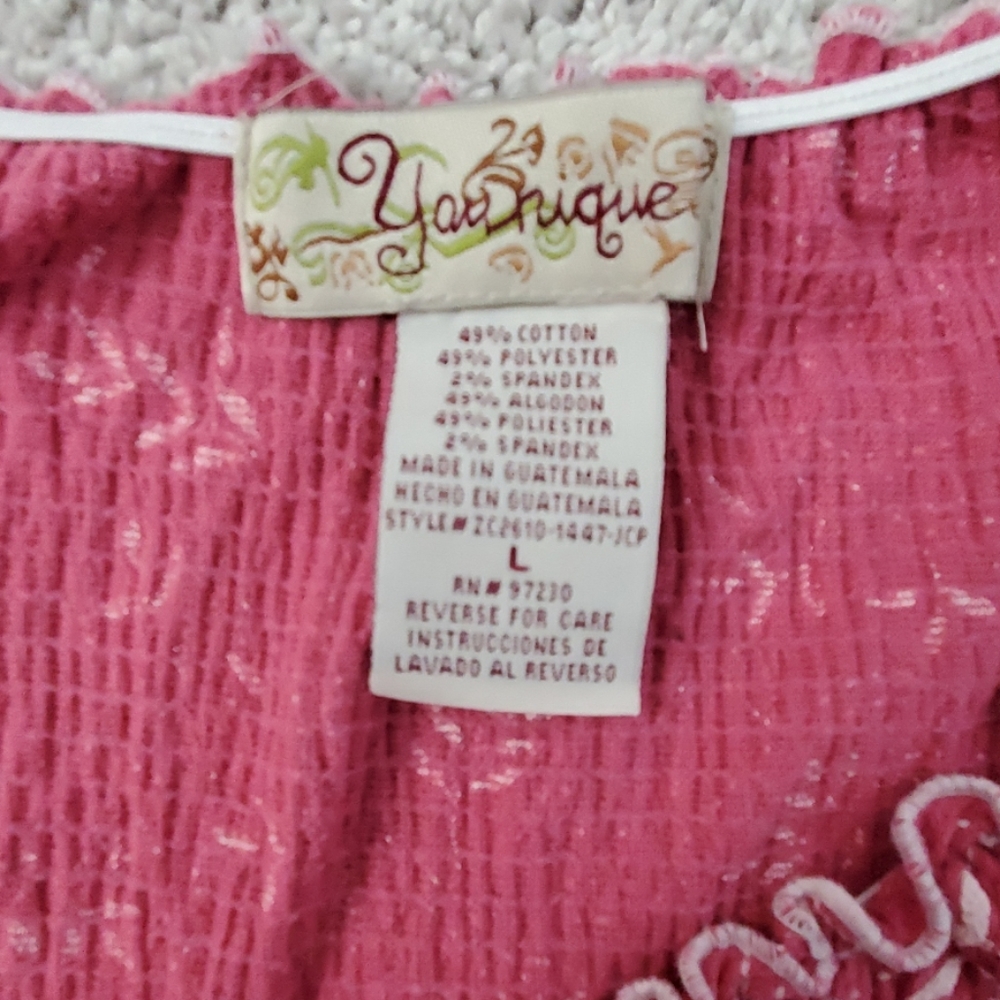 Yannique
49% COTTON
49% POLYESTER
2% SPANDEX
49% ALGODON
49% POLIESTER
2% SPANDEX
MADE IN GUATEMALA
HECHO EN GUATEMALA
STYLE# ZC2610-1447-JCP
L
RN# 97230
REVERSE FOR CARE
INSTRUCCIONES DE
LAVADO AL REVERSO